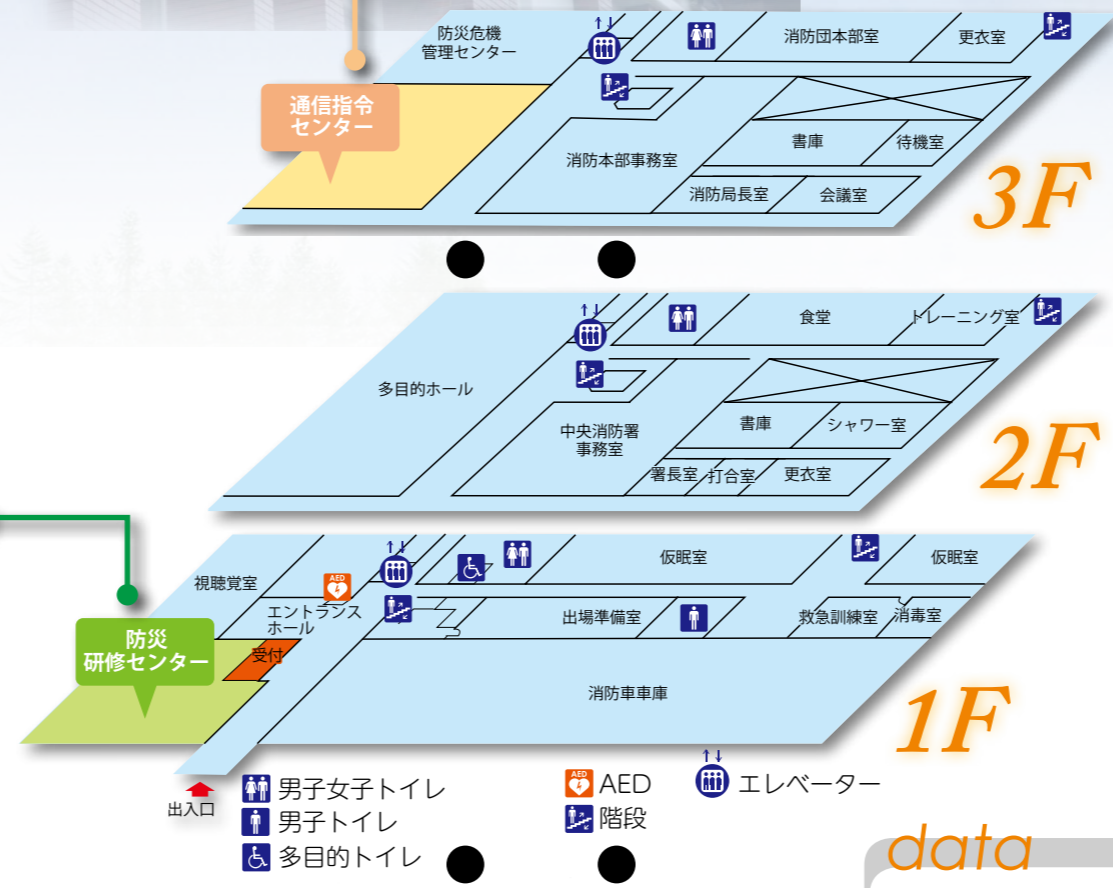 防災危機
管理センター
消防団本部室
更衣室
通信指令
センター
消防本部事務室
書庫
待機室
消防局長室
会議室
3F
多目的ホール
食堂
トレーニング室
中央消防署
事務室
書庫
シャワー室
署長室
打合室
更衣室
2F
視聴覚室
AED
エントランス
ホール
仮眠室
仮眠室
出場準備室
救急訓練室
消毒室
防災
研修センター
受付
消防車車庫
1F
出入口
男子女子トイレ
男子トイレ
多目的トイレ
AED
AED
階段
エレベーター
data